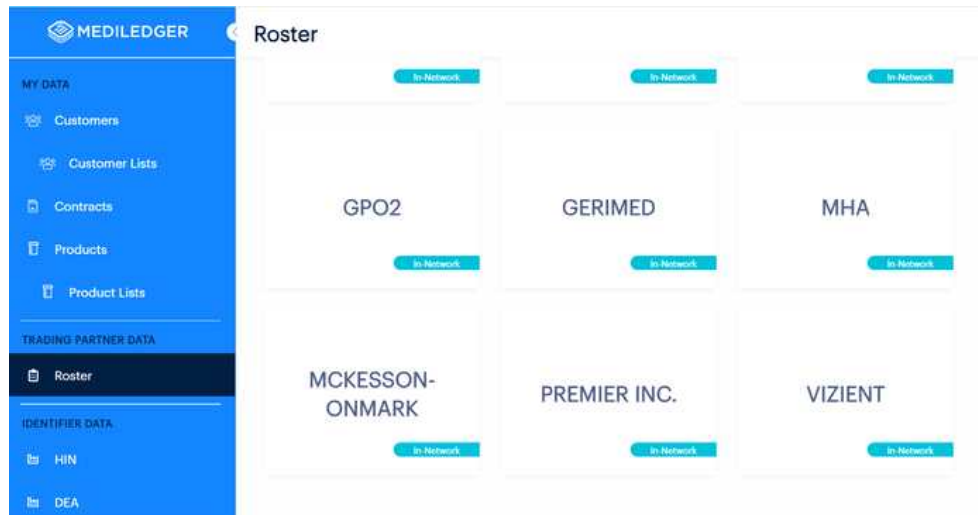 MEDILEDGER
MY DATA
Customers
Customer Lists
Contracts
Products
Product Lists
TRADING PARTNER DATA
Roster
IDENTIFIER DATA
HIN
DEA
Roster
In-Network
In-Network
In-Network
GPO2
GERIMED
MHA
In-Network
In-Network
In-Network
MCKESSON-
ONMARK
PREMIER INC.
VIZIENT
In-Network
In-Network
In-Network